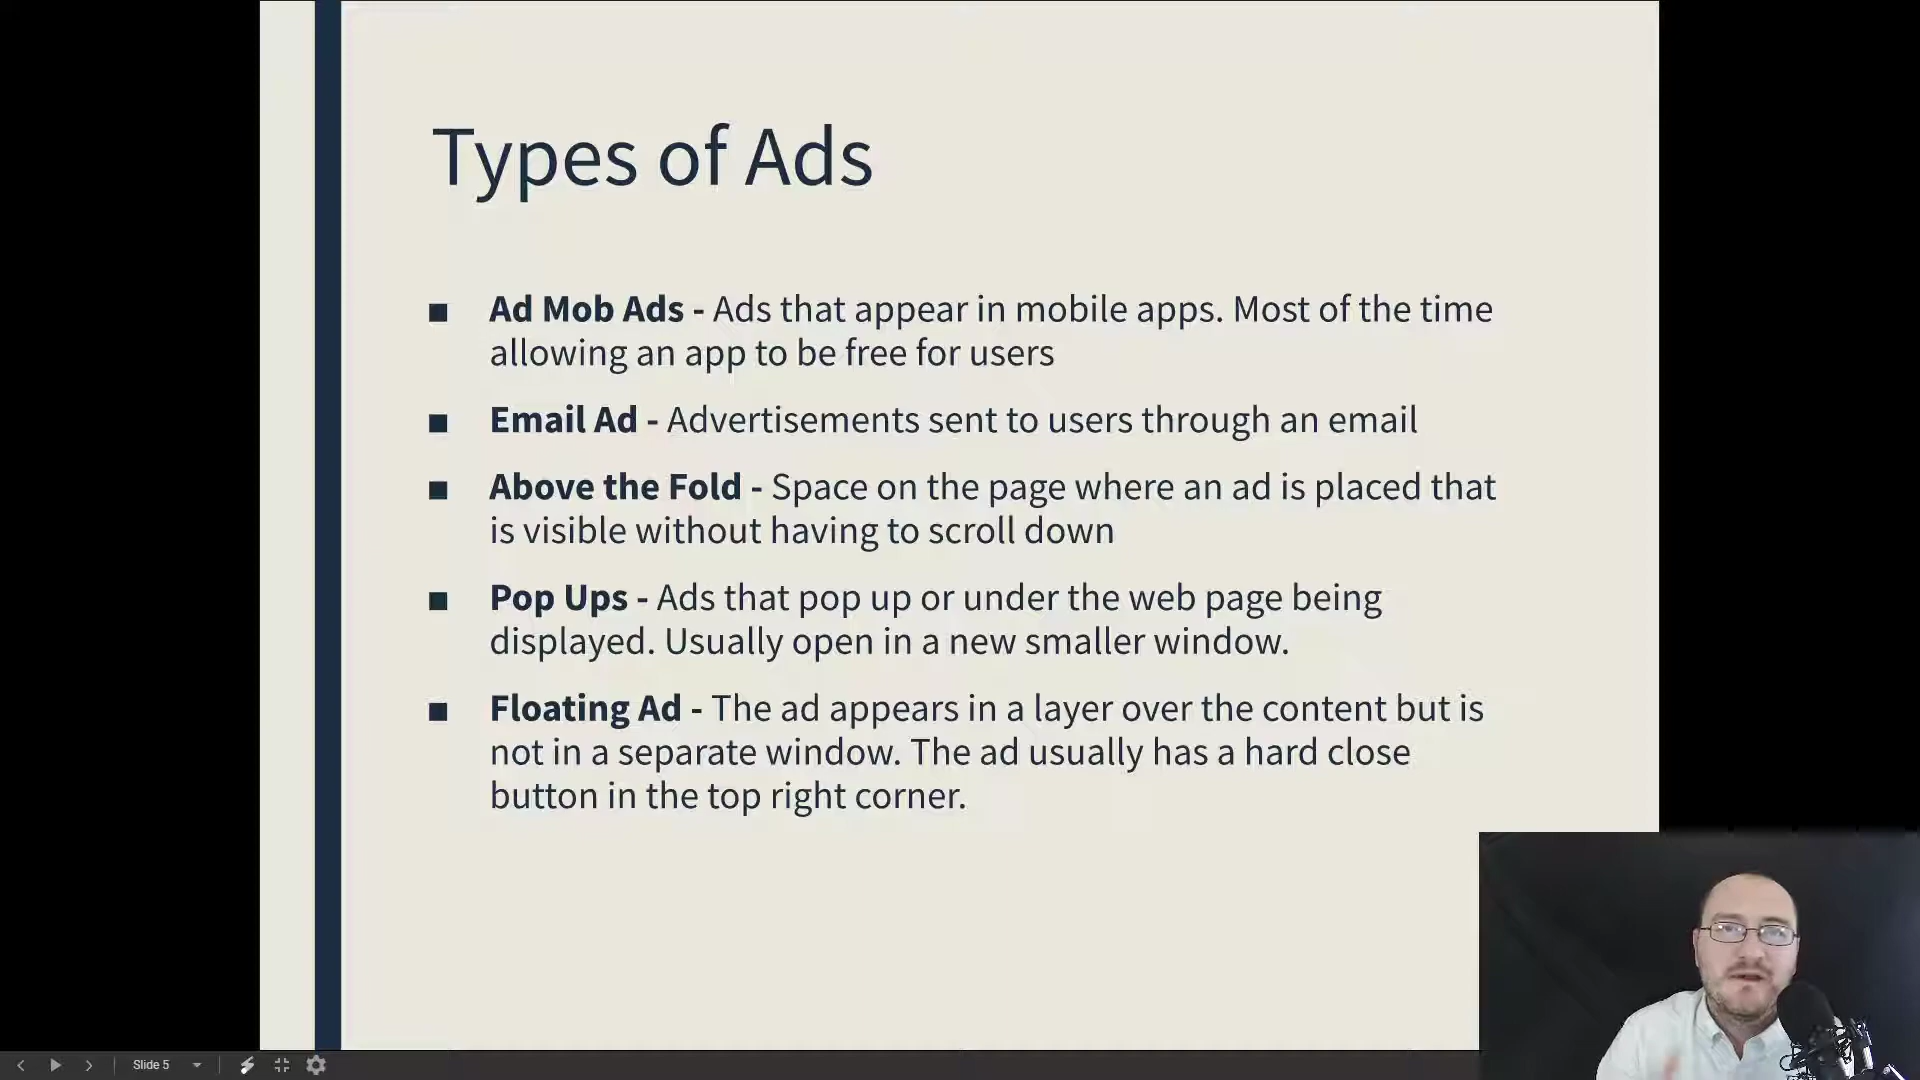 Types of Ads
Ad Mob Ads - Ads that appear in mobile apps. Most of the time
allowing an app to be free for users
Email Ad - Advertisements sent to users through an email
Above the Fold - Space on the page where an ad is placed that
is visible without having to scroll down
Pop Ups - Ads that pop up or under the web page being
displayed. Usually open in a new smaller window.
Floating Ad - The ad appears in a layer over the content but is
not in a separate window. The ad usually has a hard close
button in the top right corner.
Slide 5